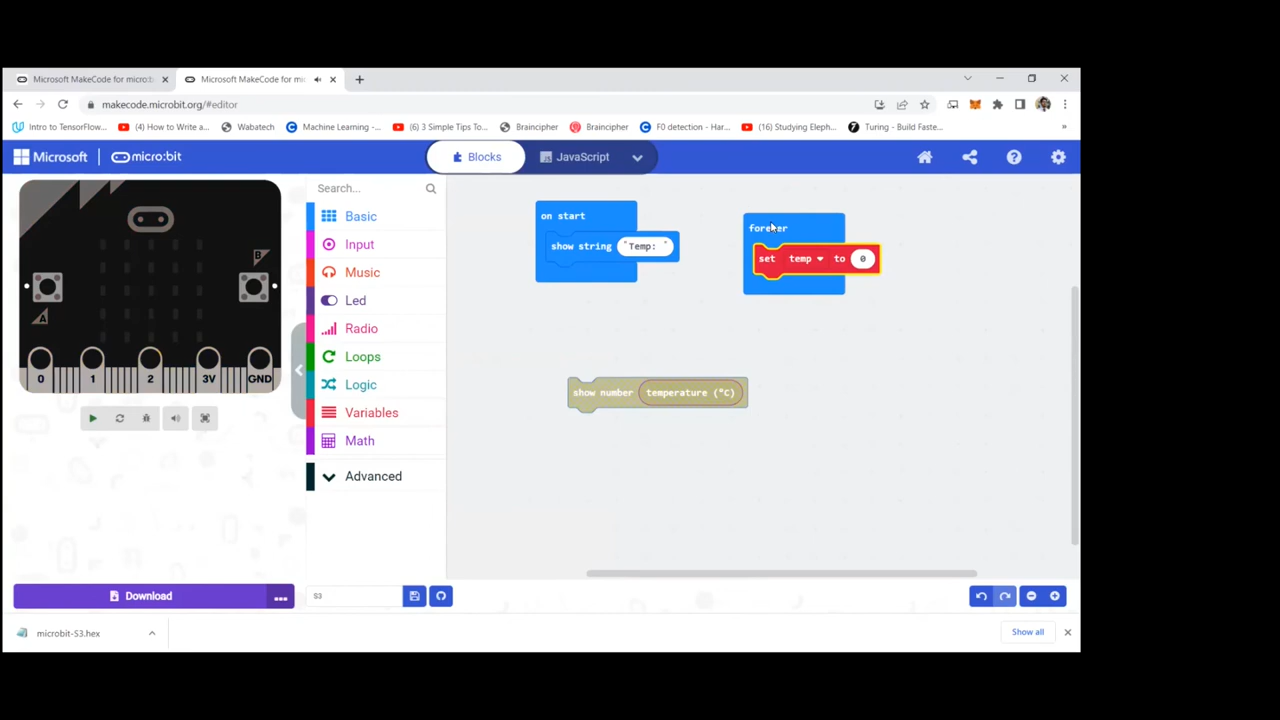 Microsoft MakeCode for micro:b
Microsoft MakeCode for mic
makecode.microbit.org/#editor
Intro to TensorFlow...
(4) How to Write a...
Wabatech
Machine Learning -...
(6) 3 Simple Tips To...
Braincipher
Braincipher
F0 detection - Har...
(16) Studying Eleph...
Turing - Build Faste...
»
Microsoft
micro:bit
Blocks
JavaScript
Search...
Basic
Input
Music
Led
Radio
Loops
Logic
Variables
Math
Advanced
B
A
0
1
2
3V
GND
on start
show string "Temp: "
forever
set temp to 0
show number temperature (°C)
Download
...
S3
microbit-S3.hex
Show all